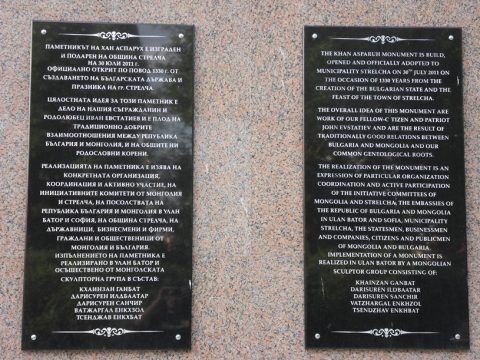 ПАМЕТНИКЪТ НА ХАН АСПАРУХ Е ИЗГРАДЕН
И ПОДАРЕН НА ОБЩИНА СТРЕЛЧА
НА 30 ЮЛИ 2011 Г.
ОФИЦИАЛНО ОТКРИТ ПО ПОВОД 1330 Г. ОТ
СЪЗДАВАНЕТО НА БЪЛГАРСКАТА ДЪРЖАВА И
ПРАЗНИКА НА ГР. СТРЕЛЧА.
ЦЯЛОСТНАТА ИДЕЯ ЗА ТОЗИ ПАМЕТНИК Е
ДЕЛО НА НАШИЯ СЪГРАЖДАНИН И
РОДОЛЮБЕЦ ИВАН ЕВСТАТИЕВ И Е ПЛОД НА
ТРАДИЦИОННО ДОБРИТЕ
ВЗАИМООТНОШЕНИЯ МЕЖДУ РЕПУБЛИКА
БЪЛГАРИЯ И МОНГОЛИЯ, И НА ОБЩИТЕ НИ
РОДОСЛОВНИ КОРЕНИ.
РЕАЛИЗАЦИЯТА НА ПАМЕТНИКА Е ИЗЯВА НА
КОНКРЕТНАТА ОРГАНИЗАЦИЯ,
КООРДИНАЦИЯ И АКТИВНО УЧАСТИЕ, НА
ИНИЦИАТИВНИТЕ КОМИТЕТИ ОТ МОНГОЛИЯ
И СТРЕЛЧА, НА ПОСОЛСТВАТА НА
РЕПУБЛИКА БЪЛГАРИЯ И МОНГОЛИЯ В УЛАН
БАТОР И СОФИЯ, НА ОБЩИНА СТРЕЛЧА, НА
ДЪРЖАВНИЦИ, БИЗНЕСМЕНИ И ФИРМИ,
ГРАЖДАНИ И ОБЩЕСТВЕНИЦИ ОТ
МОНГОЛИЯ И БЪЛГАРИЯ.
ИЗПЪЛНЕНИЕТО НА ПАМЕТНИКА Е
РЕАЛИЗИРАНО В УЛАН БАТОР И
ОСЪЩЕСТВЕНО ОТ МОНГОЛСКАТА
СКУЛПТОРНА ГРУПА В СЪСТАВ:
КХАИНЗАН ГАНБАТ
ДАРИСУРЕН ИЛДБААТАР
ДАРИСУРЕН САНЧИР
ВАТЖАРГАЛ ЕНКХЗОЛ
ТСЕНДЖАВ ЕНКХБАТ
THE KHAN ASPARUH MONUMENT IS BUILD,
OPENED AND OFFICIALLY ADOPTED TO
MUNICIPALITY STRELCHA ON 30TH JULY 2011 ON
THE OCCASION OF 1330 YEARS FROM THE
CREATION OF THE BULGARIAN STATE AND THE
FEAST OF THE TOWN OF STRELCHA.
THE OVERALL IDEA OF THIS MONUMENT ARE
WORK OF OUR FELLOW-C TIZEN AND PATRIOT
JOHN EVSTATIEV AND ARE THE RESULT OF
TRADITIONALLY GOOD RELATIONS BETWEEN
BULGARIA AND MONGOLIA AND OUR
COMMON GENTOLOGICAL ROOTS.
THE REALIZATION OF THE MONUMENT IS AN
EXPRESSION OF PARTICULAR ORGANIZATION
COORDINATION AND ACTIVE PARTICIPATION
OF THE INITIATIVE COMMITTEES OF
MONGOLIA AND STRELCHA, THE EMBASSIES OF
THE REPUBLIC OF BULGARIA AND MONGOLIA
IN ULAN BATOR AND SOFIA, MUNICIPALITY
STRELCHA, THE STATESMEN, BUSINESSMEN
AND COMPANIES, CITIZENS AND PUBLICMEN
OF MONGOLIA AND BULGARIA.
IMPLEMENTATION OF A MONUMENT IS
REALIZED IN ULAN BATOR BY A MONGOLIAN
SCULPTOR GROUP CONSISTING OF:
KHAINZAN GANBAT
DARISUREN ILDBAATAR
DARISUREN SANCHIR
VATZHARGAL ENKHZOL
TSENDZHAV ENKHBAT